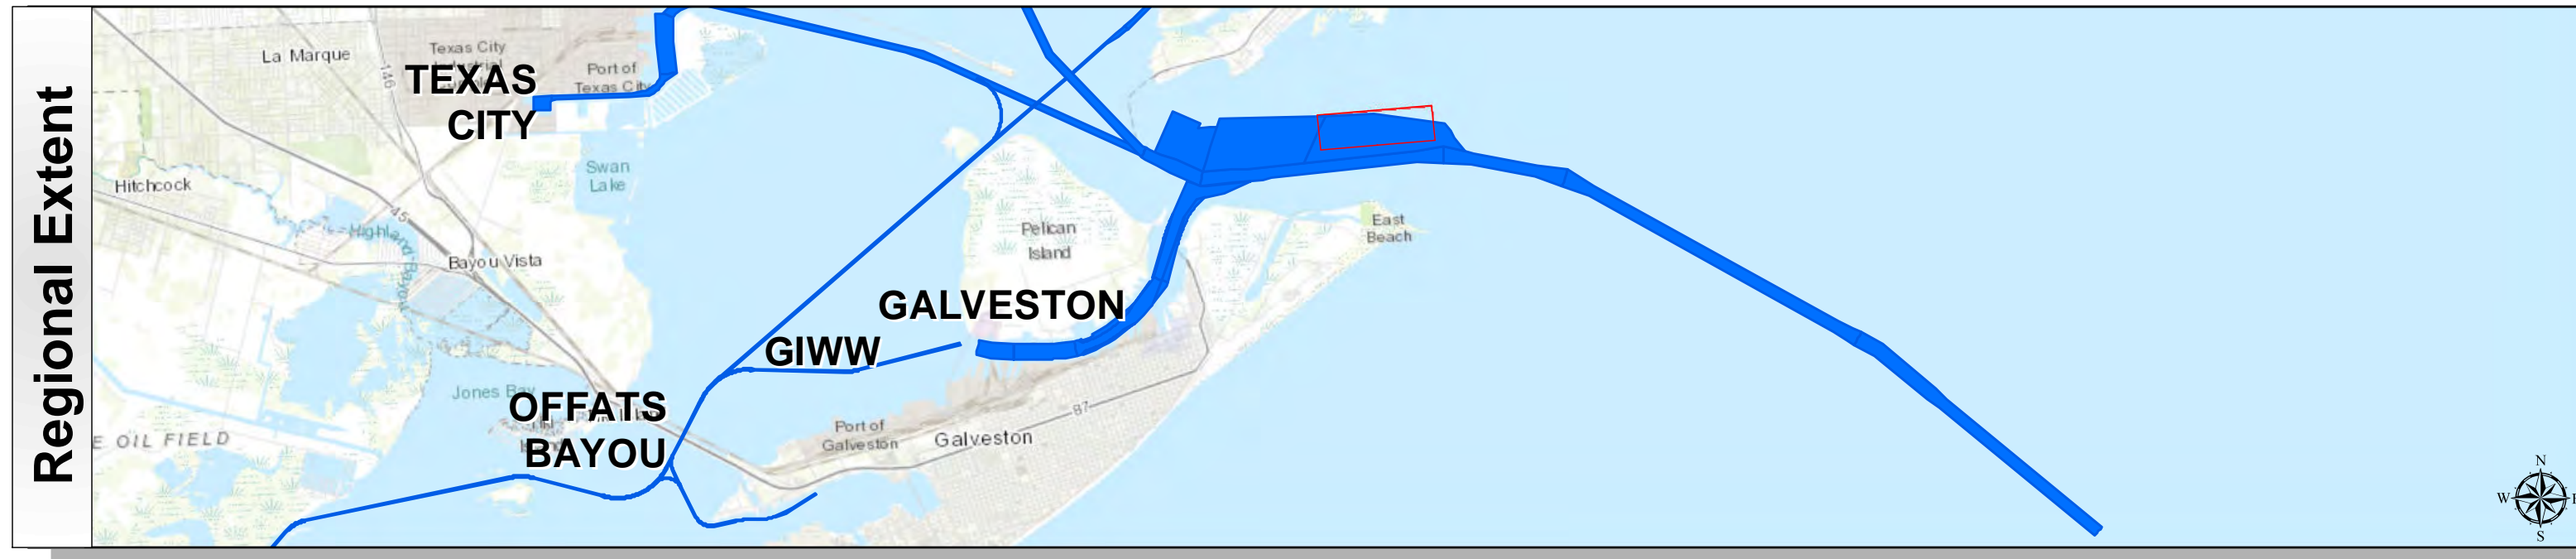 Regional Extent
La Marque
Texas City
Industrial
146
TEXAS
CITY
Port of
Texas City
Swan
Lake
Hitchcock
45
Highland Bayou
Bayou Vista
Pelican
Island
East
Beach
GALVESTON
GIWW
Jones Bay
OFFATS
BAYOU
E OIL FIELD
Port of
Galveston
Galveston
87
N
W
S